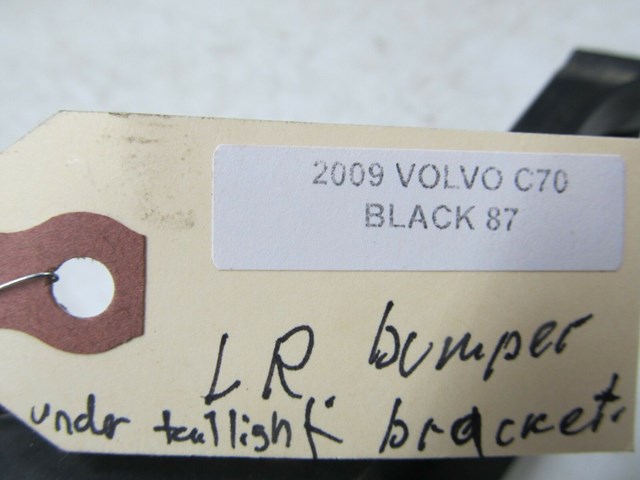 2009 VOLVO C70
BLACK 87
LR bumper
under taillight bracket.